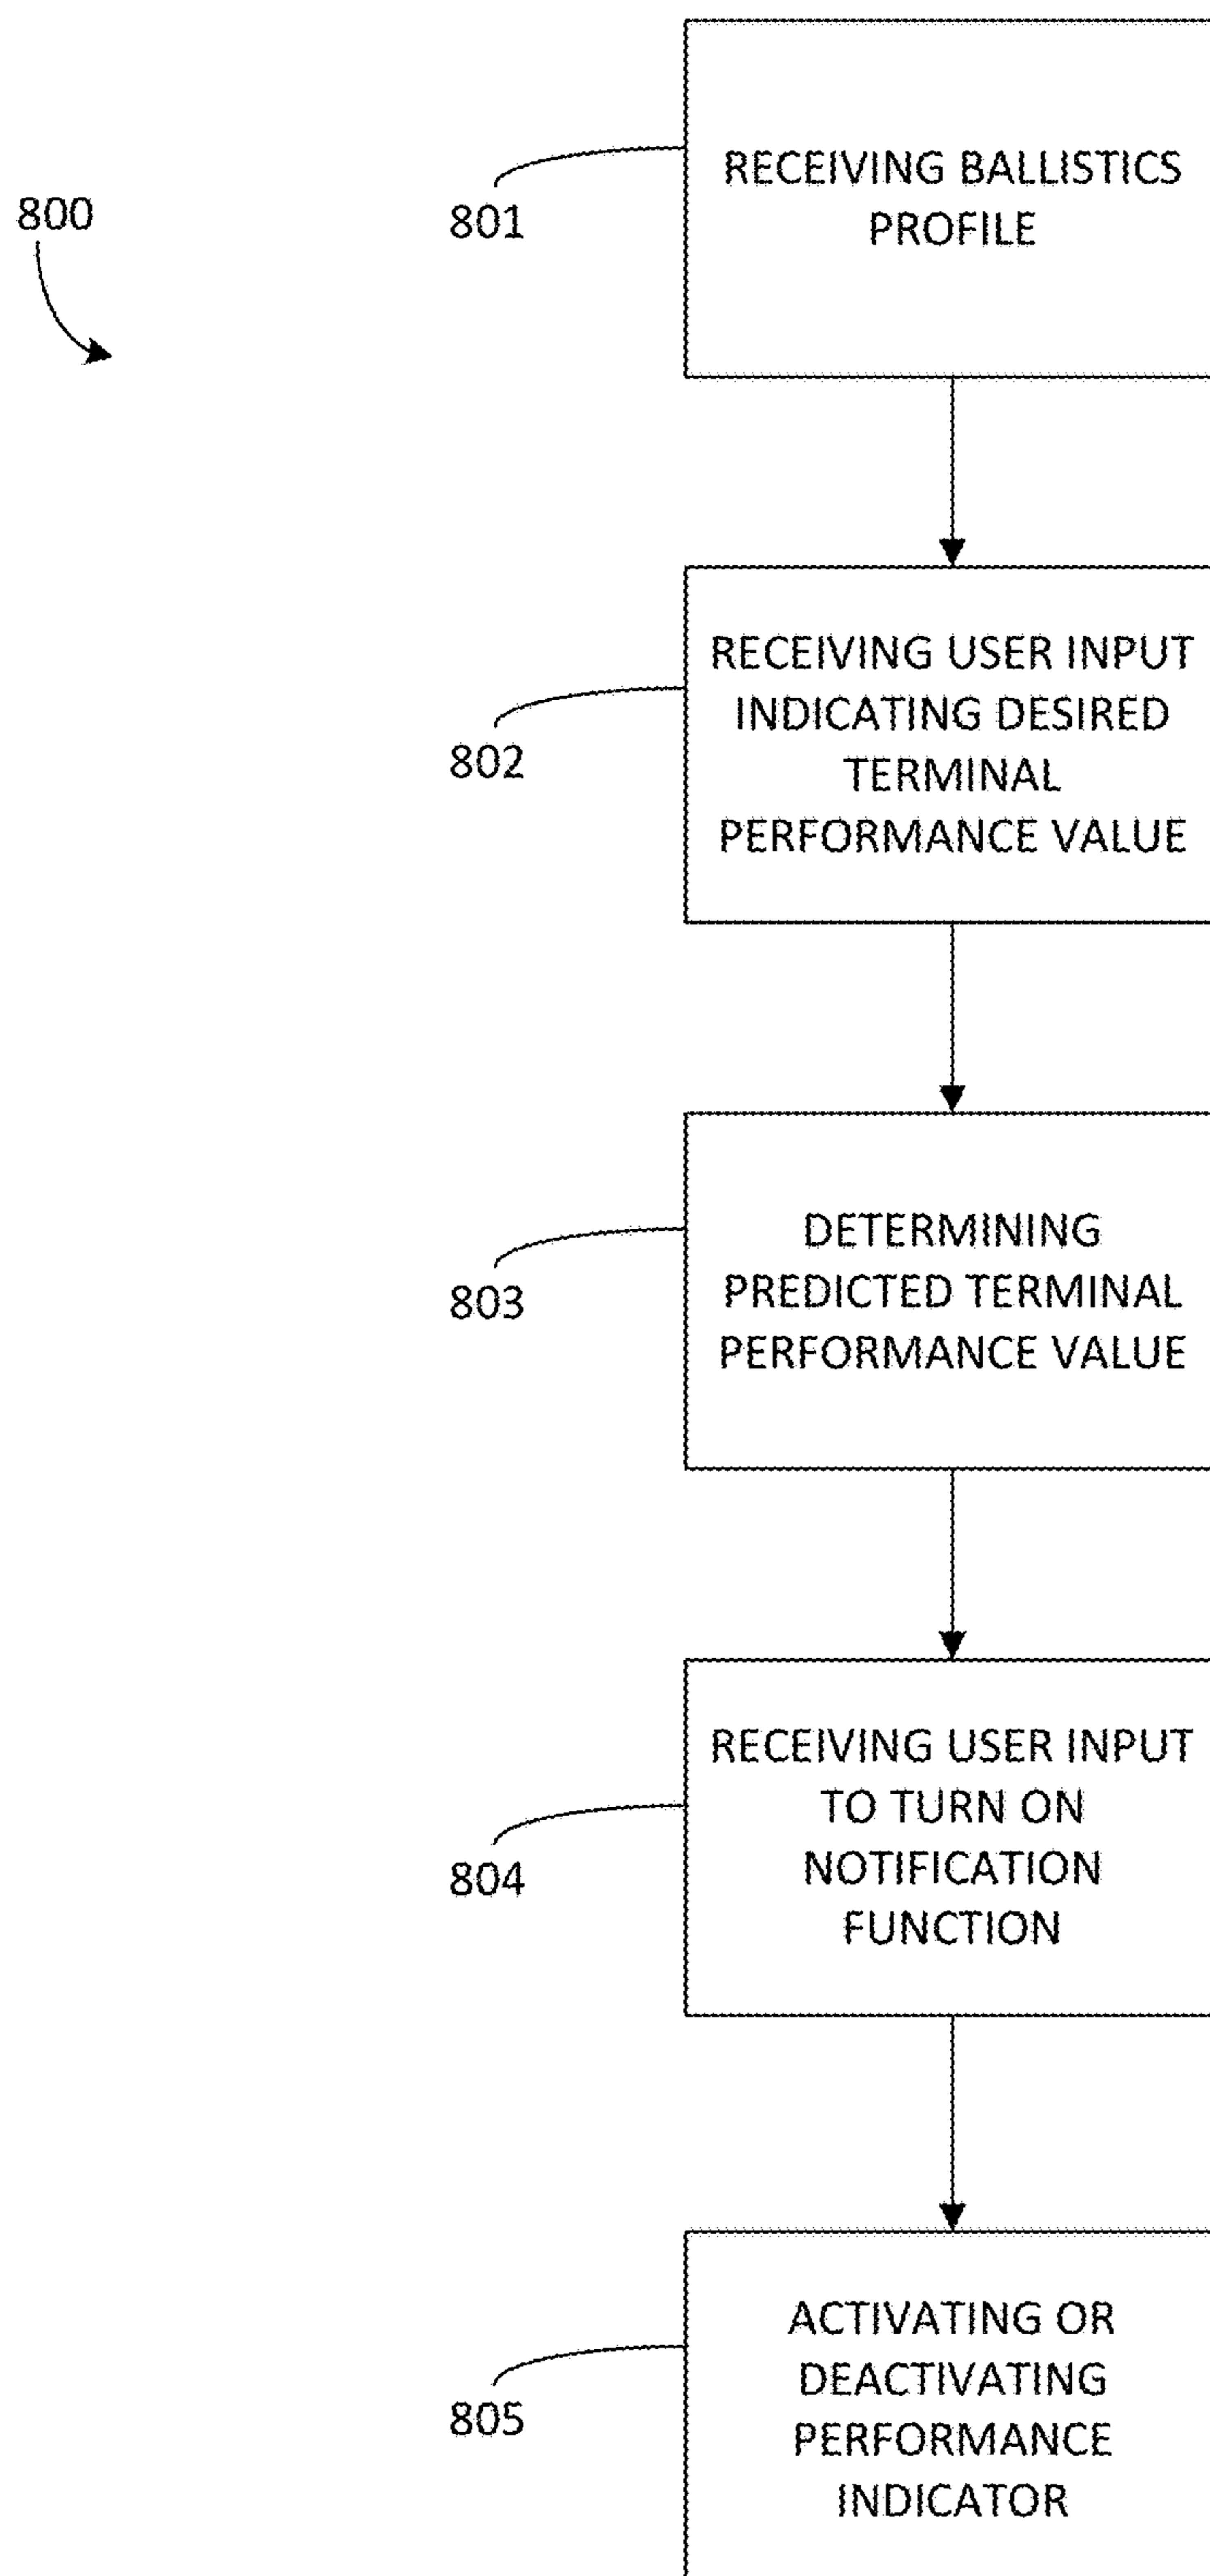 800
801
RECEIVING BALLISTICS
PROFILE
802
RECEIVING USER INPUT
INDICATING DESIRED
TERMINAL
PERFORMANCE VALUE
803
DETERMINING
PREDICTED TERMINAL
PERFORMANCE VALUE
804
RECEIVING USER INPUT
TO TURN ON
NOTIFICATION
FUNCTION
805
ACTIVATING OR
DEACTIVATING
PERFORMANCE
INDICATOR